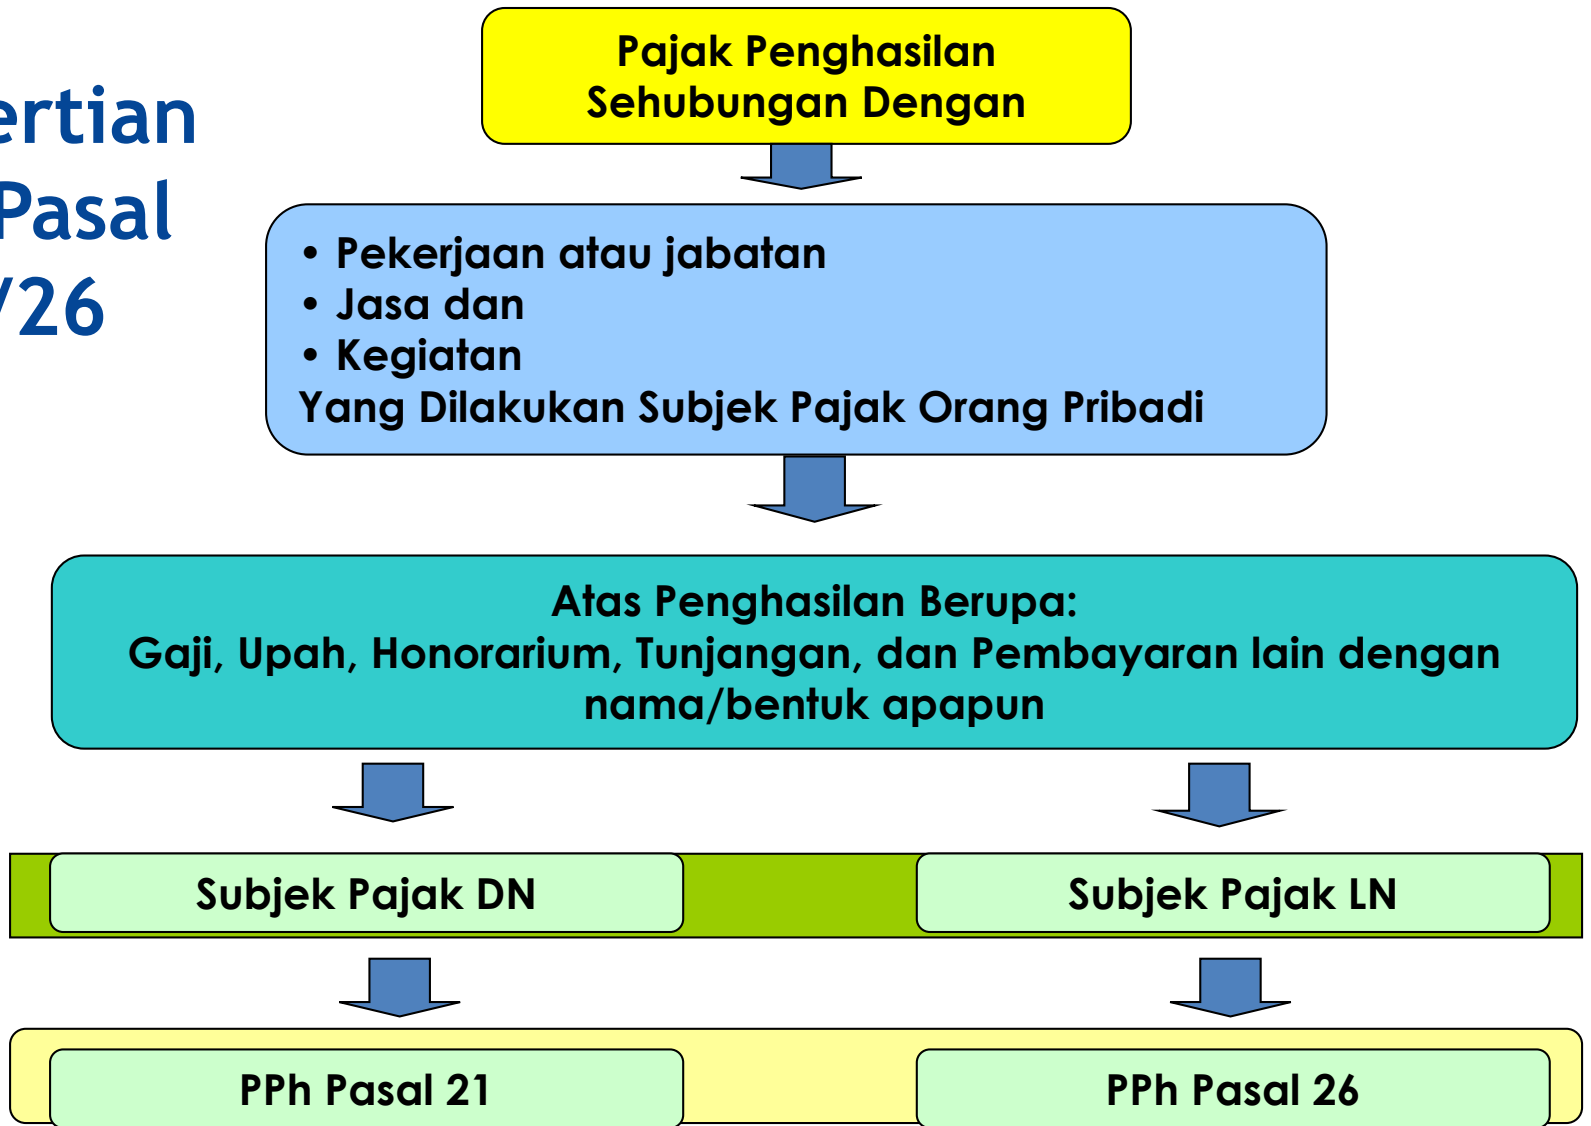 ertian
Pasal
/26
Pajak Penghasilan
Sehubungan Dengan
• Pekerjaan atau jabatan
• Jasa dan
• Kegiatan
Yang Dilakukan Subjek Pajak Orang Pribadi
Atas Penghasilan Berupa:
Gaji, Upah, Honorarium, Tunjangan, dan Pembayaran lain dengan
nama/bentuk apapun
Subjek Pajak DN
Subjek Pajak LN
PPh Pasal 21
PPh Pasal 26